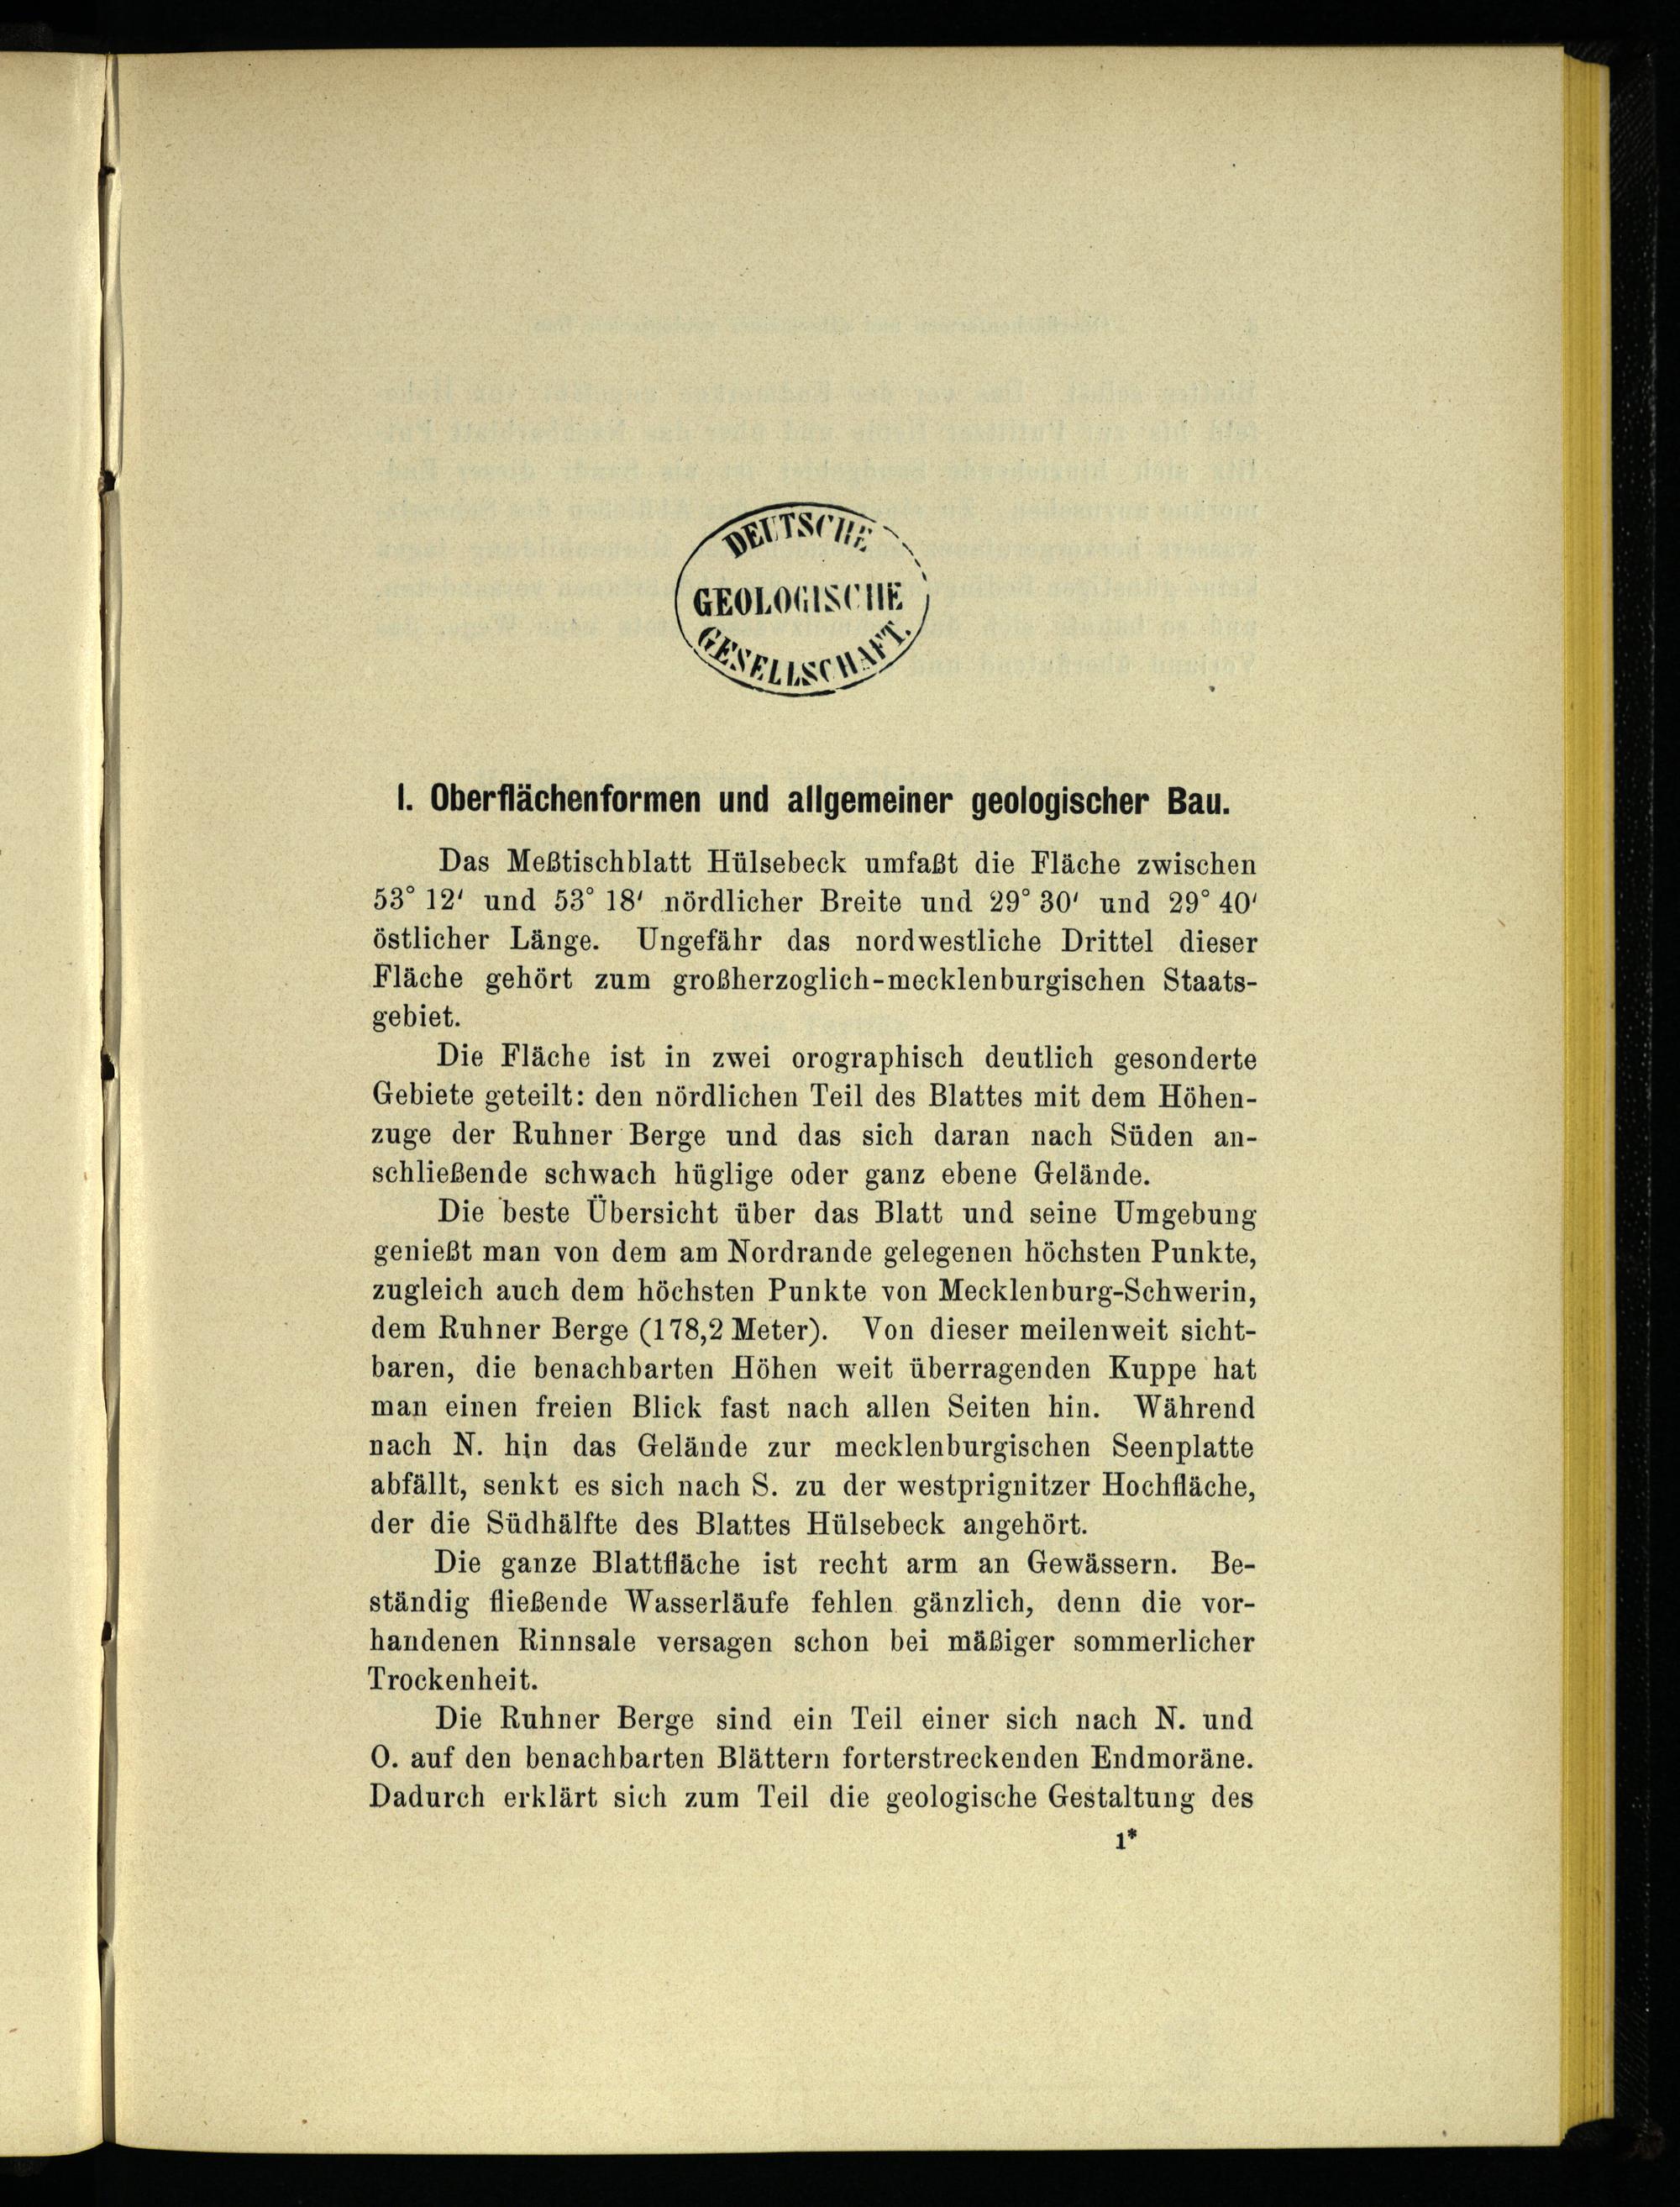 DEUTSCHE
GEOLOGISCHE
GESELLSCHAFT.
I. Oberflächenformen und allgemeiner geologischer Bau.
Das Meßtischblatt Hülsebeck umfaßt die Fläche zwischen
53° 12′ und 53° 18′ nördlicher Breite und 29° 30′ und 29° 40′
östlicher Länge. Ungefähr das nordwestliche Drittel dieser
Fläche gehört zum großherzoglich-mecklenburgischen Staats-
gebiet.
Die Fläche ist in zwei orographisch deutlich gesonderte
Gebiete geteilt: den nördlichen Teil des Blattes mit dem Höhen-
zuge der Ruhner Berge und das sich daran nach Süden an-
schließende schwach hüglige oder ganz ebene Gelände.
Die beste Übersicht über das Blatt und seine Umgebung
genießt man von dem am Nordrande gelegenen höchsten Punkte,
zugleich auch dem höchsten Punkte von Mecklenburg-Schwerin,
dem Ruhner Berge (178,2 Meter). Von dieser meilenweit sicht-
baren, die benachbarten Höhen weit überragenden Kuppe hat
man einen freien Blick fast nach allen Seiten hin. Während
nach N. hin das Gelände zur mecklenburgischen Seenplatte
abfällt, senkt es sich nach S. zu der westprignitzer Hochfläche,
der die Südhälfte des Blattes Hülsebeck angehört.
Die ganze Blattfläche ist recht arm an Gewässern. Be-
ständig fließende Wasserläufe fehlen gänzlich, denn die vor-
handenen Rinnsale versagen schon bei mäßiger sommerlicher
Trockenheit.
Die Ruhner Berge sind ein Teil einer sich nach N. und
O. auf den benachbarten Blättern forterstreckenden Endmoräne.
Dadurch erklärt sich zum Teil die geologische Gestaltung des
1*